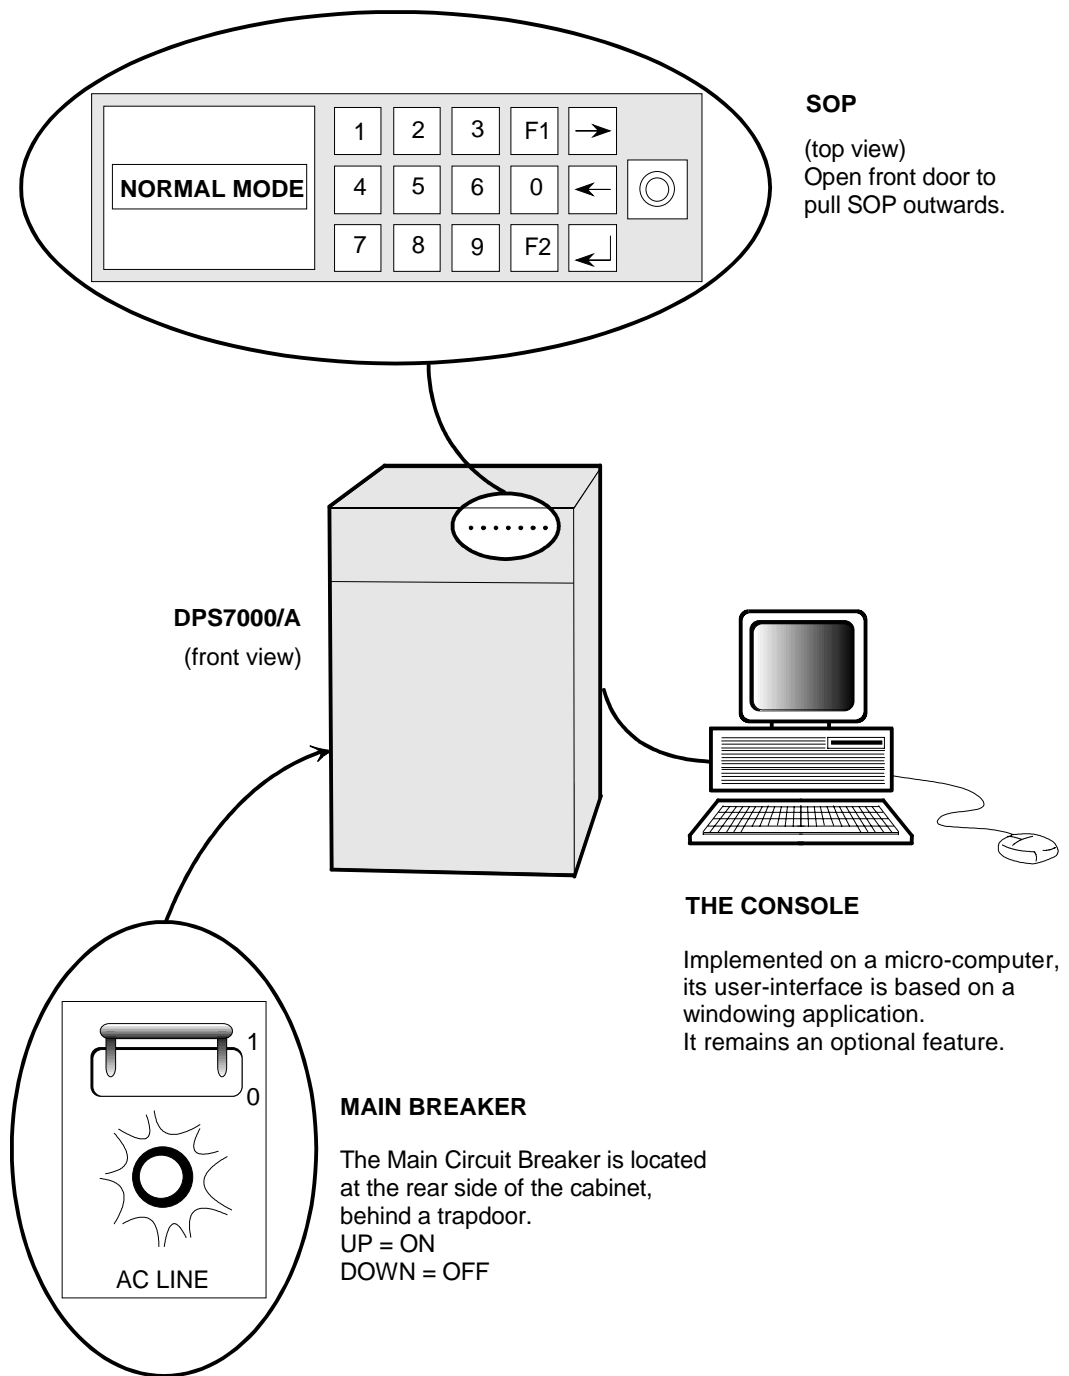 SOP
(top view)
Open front door to
pull SOP outwards.
NORMAL MODE
1 2 3 F1
4 5 6 0
7 8 9 F2
DPS7000/A
(front view)
THE CONSOLE
Implemented on a micro-computer,
its user-interface is based on a
windowing application.
It remains an optional feature.
1
0
AC LINE
MAIN BREAKER
The Main Circuit Breaker is located
at the rear side of the cabinet,
behind a trapdoor.
UP = ON
DOWN = OFF